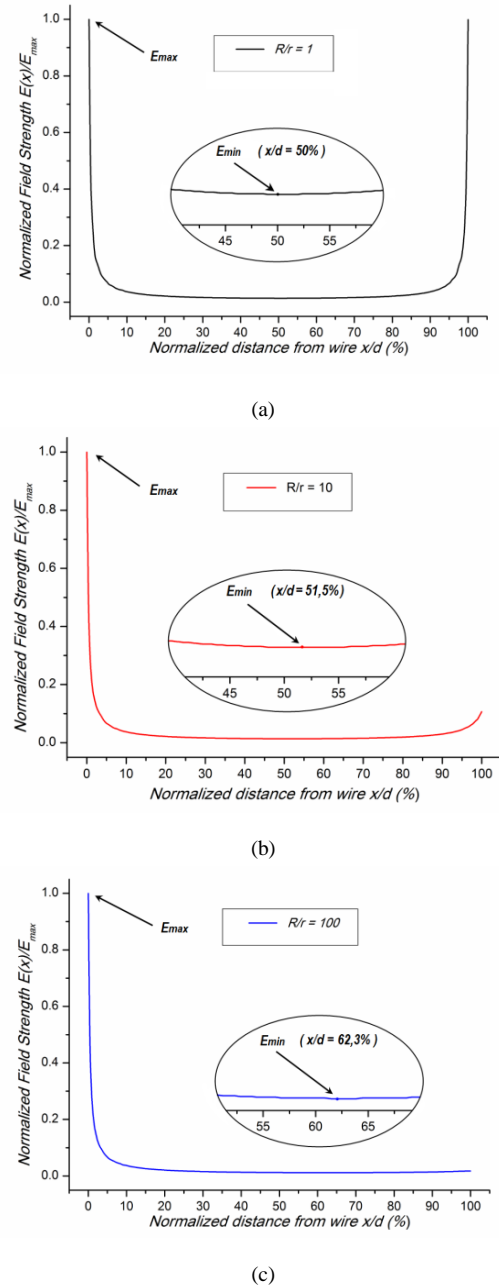 1.0
0.8
0.6
0.4
0.2
0.0
Normalized Field Strength E(x)/Emax
Emax
R/r = 1
Emin ( x/d = 50% )
45 50 55
0 10 20 30 40 50 60 70 80 90 100
Normalized distance from wire x/d (%)
(a)
1.0
0.8
0.6
0.4
0.2
0.0
Normalized Field Strength E(x)/Emax
Emax
R/r = 10
Emin (x/d = 51,5%)
45 50 55
0 10 20 30 40 50 60 70 80 90 100
Normalized distance from wire x/d (%)
(b)
1.0
0.8
0.6
0.4
0.2
0.0
Normalized Field Strength E(x)/Emax
Emax
R/r = 100
Emin ( x/d = 62,3% )
55 60 65
0 10 20 30 40 50 60 70 80 90 100
Normalized distance from wire x/d (%)
(c)